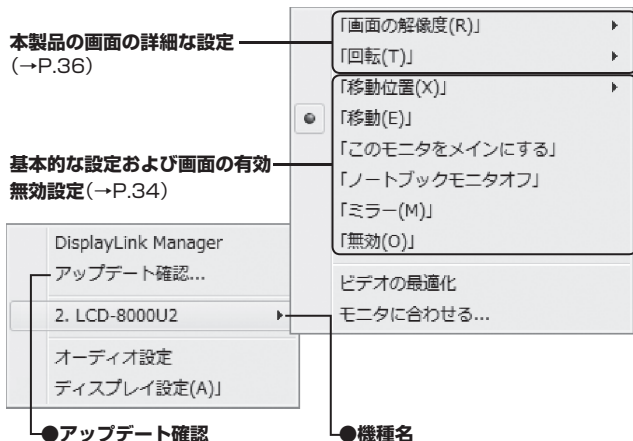 本製品の画面の詳細な設定
(→P.36)
基本的な設定および画面の有効
無効設定(→P.34)
「画面の解像度(R)」
「回転(T)」
「移動位置(X)」
「移動(E)」
「このモニタをメインにする」
「ノートブックモニタオフ」
「ミラー(M)」
「無効(O)」
ビデオの最適化
モニタに合わせる...
DisplayLink Manager
アップデート確認...
2. LCD-8000U2
オーディオ設定
ディスプレイ設定(A)」
●アップデート確認
●機種名